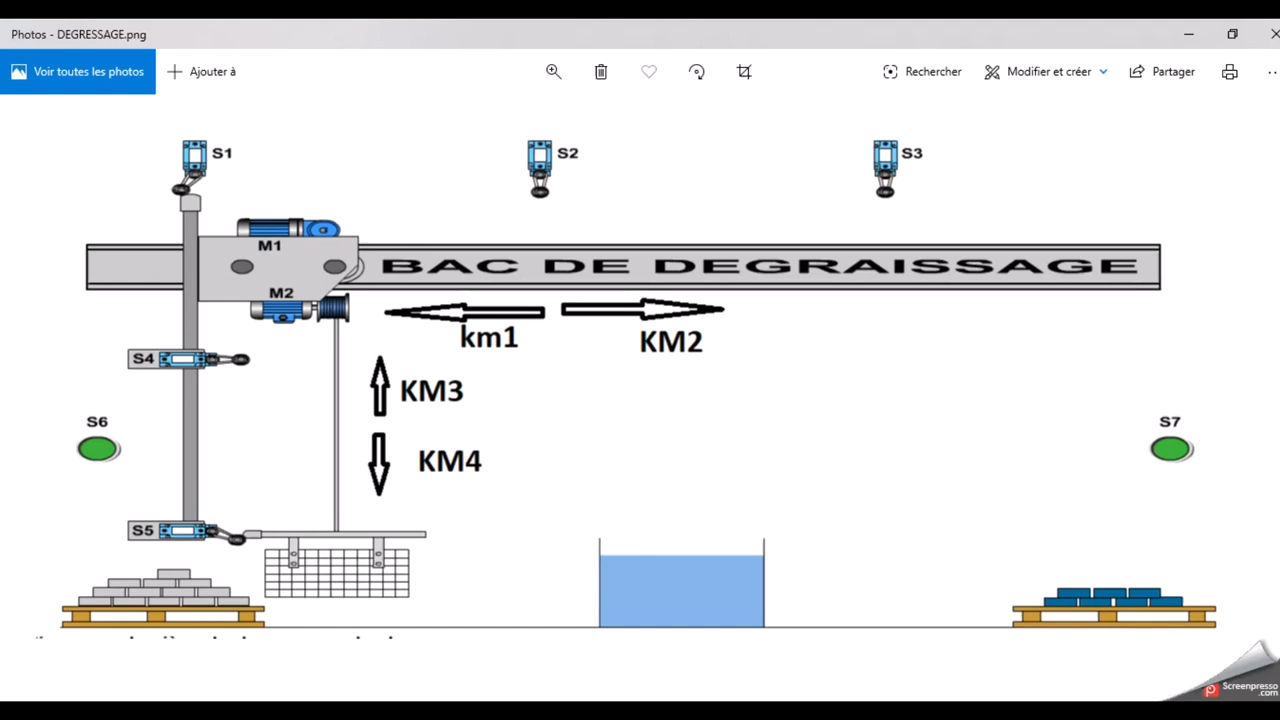 Photos - DEGRESSAGE.png
Voir toutes les photos
Ajouter à
Rechercher
Modifier et créer
Partager
S1
S2
S3
M1
BAC DE DEGRAISSAGE
M2
km1
KM2
S4
KM3
S6
S7
KM4
S5
Screenpresso
.com